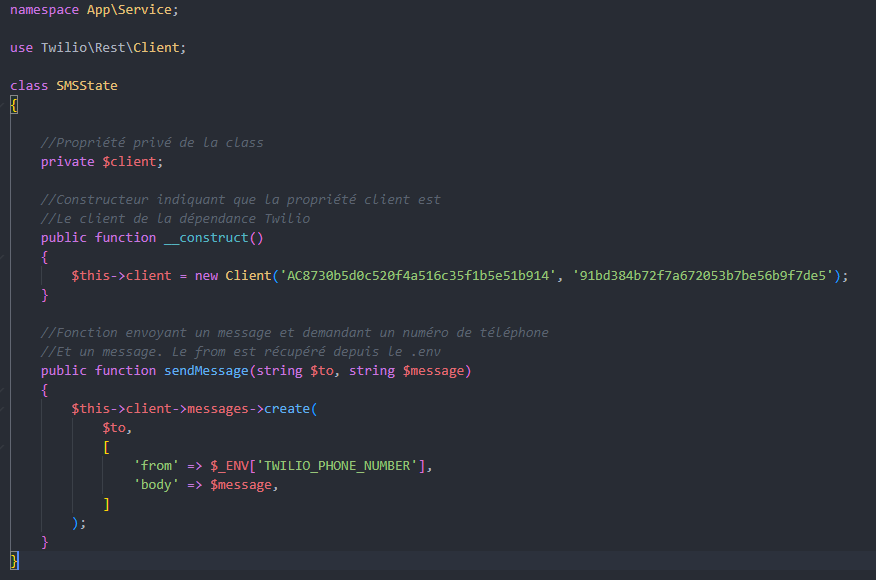 namespace App\Service;
use Twilio\Rest\Client;
class SMSState
{
//Propriété privé de la class
private $client;
//Constructeur indiquant que la propriété client est
//Le client de la dépendance Twilio
public function __construct()
{
$this->client = new Client('AC8730b5d0c520f4a516c35f1b5e51b914', '91bd384b72f7a672053b7be56b9f7de5');
}
//Fonction envoyant un message et demandant un numéro de téléphone
//Et un message. Le from est récupéré depuis le .env
public function sendMessage(string $to, string $message)
{
$this->client->messages->create(
$to,
[
'from' => $_ENV['TWILIO_PHONE_NUMBER'],
'body' => $message,
]
);
}
}